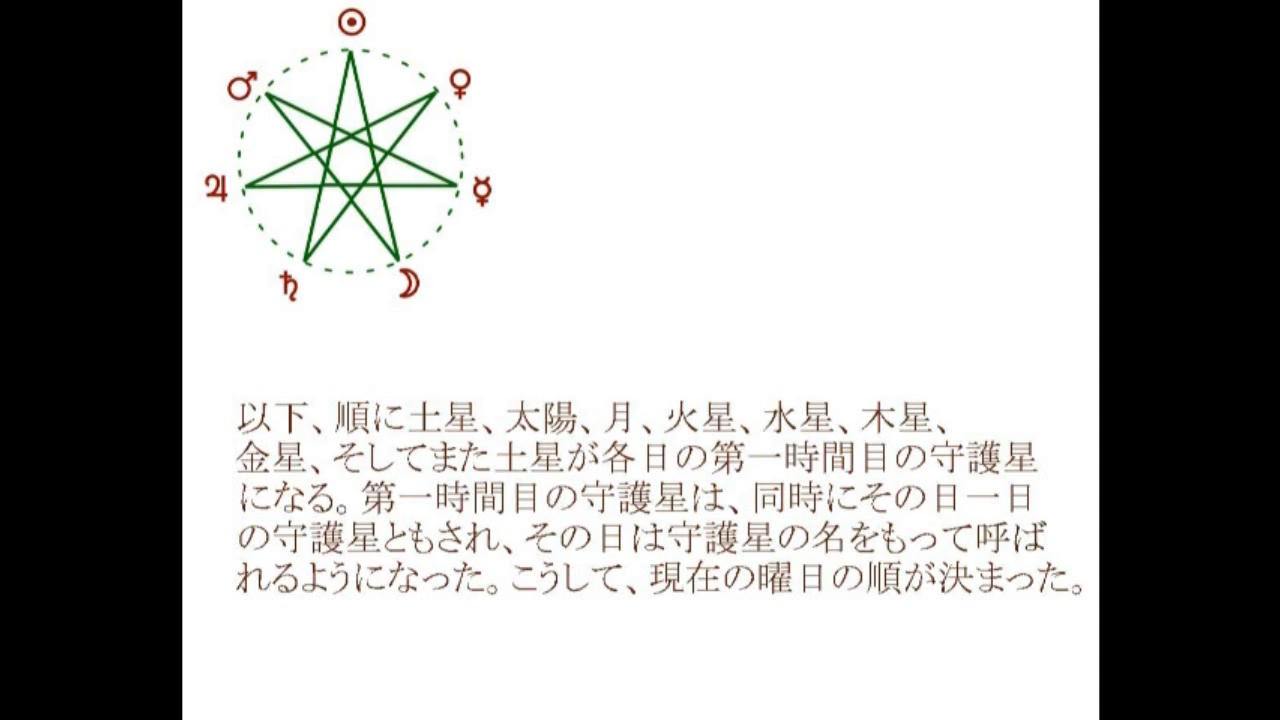 ☉
♂
♀
♃
☿
♄
☽
以下、順に土星、太陽、月、火星、水星、木星、
金星、そしてまた土星が各日の第一時間目の守護星
になる。第一時間目の守護星は、同時にその日一日
の守護星ともされ、その日は守護星の名をもって呼ば
れるようになった。こうして、現在の曜日の順が決まった。